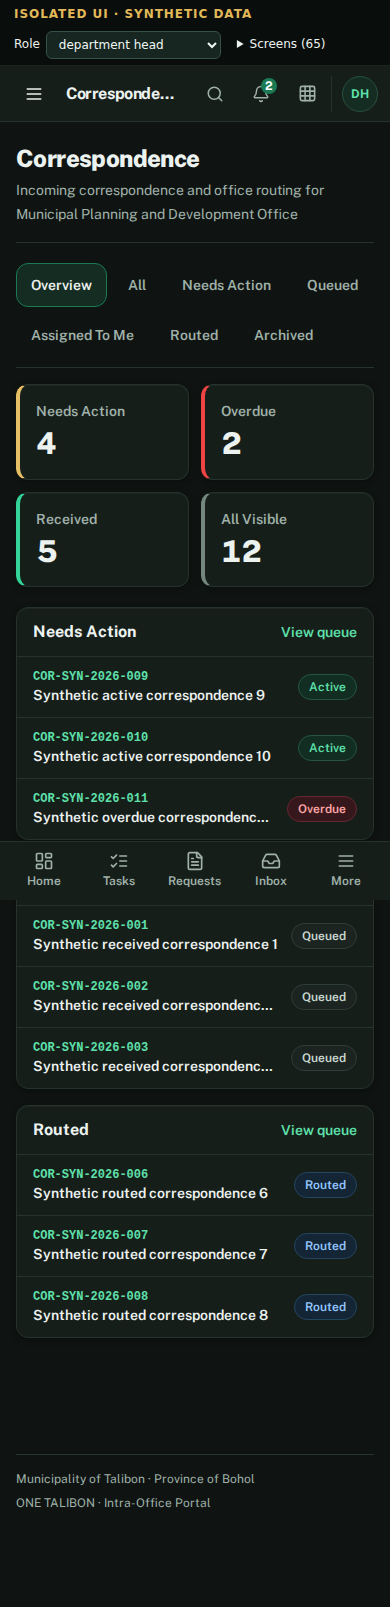 ISOLATED UI · SYNTHETIC DATA
Role department head Screens (65)
Corresponde... 2 DH
Correspondence
Incoming correspondence and office routing for
Municipal Planning and Development Office
Overview All Needs Action Queued
Assigned To Me Routed Archived
Needs Action Overdue
4 2
Received All Visible
5 12
Needs Action View queue
COR-SYN-2026-009
Synthetic active correspondence 9 Active
COR-SYN-2026-010
Synthetic active correspondence 10 Active
COR-SYN-2026-011
Synthetic overdue correspondenc... Overdue
Home Tasks Requests Inbox More
COR-SYN-2026-001
Synthetic received correspondence 1 Queued
COR-SYN-2026-002
Synthetic received correspondenc... Queued
COR-SYN-2026-003
Synthetic received correspondenc... Queued
Routed View queue
COR-SYN-2026-006
Synthetic routed correspondence 6 Routed
COR-SYN-2026-007
Synthetic routed correspondence 7 Routed
COR-SYN-2026-008
Synthetic routed correspondence 8 Routed
Municipality of Talibon · Province of Bohol
ONE TALIBON · Intra-Office Portal